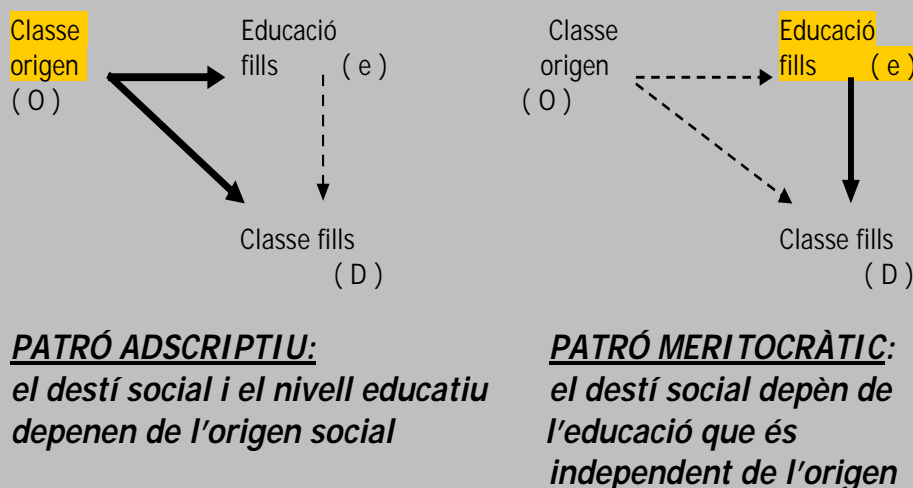 Classe
origen
( O )
Educació
fills ( e )
Classe fills
( D )
PATRÓ ADSCRIPTIU:
el destí social i el nivell educatiu
depenen de l'origen social
Classe
origen
( O )
Educació
fills ( e )
Classe fills
( D )
PATRÓ MERITOCRÀTIC:
el destí social depèn de
l'educació que és
independent de l'origen